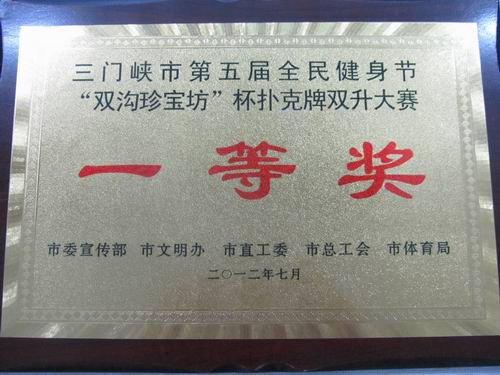 三门峡市第五届全民健身节
“双沟珍宝坊”杯扑克牌双升大赛
一等奖
市委宣传部 市文明办 市直工委 市总工会 市体育局
二〇一二年七月